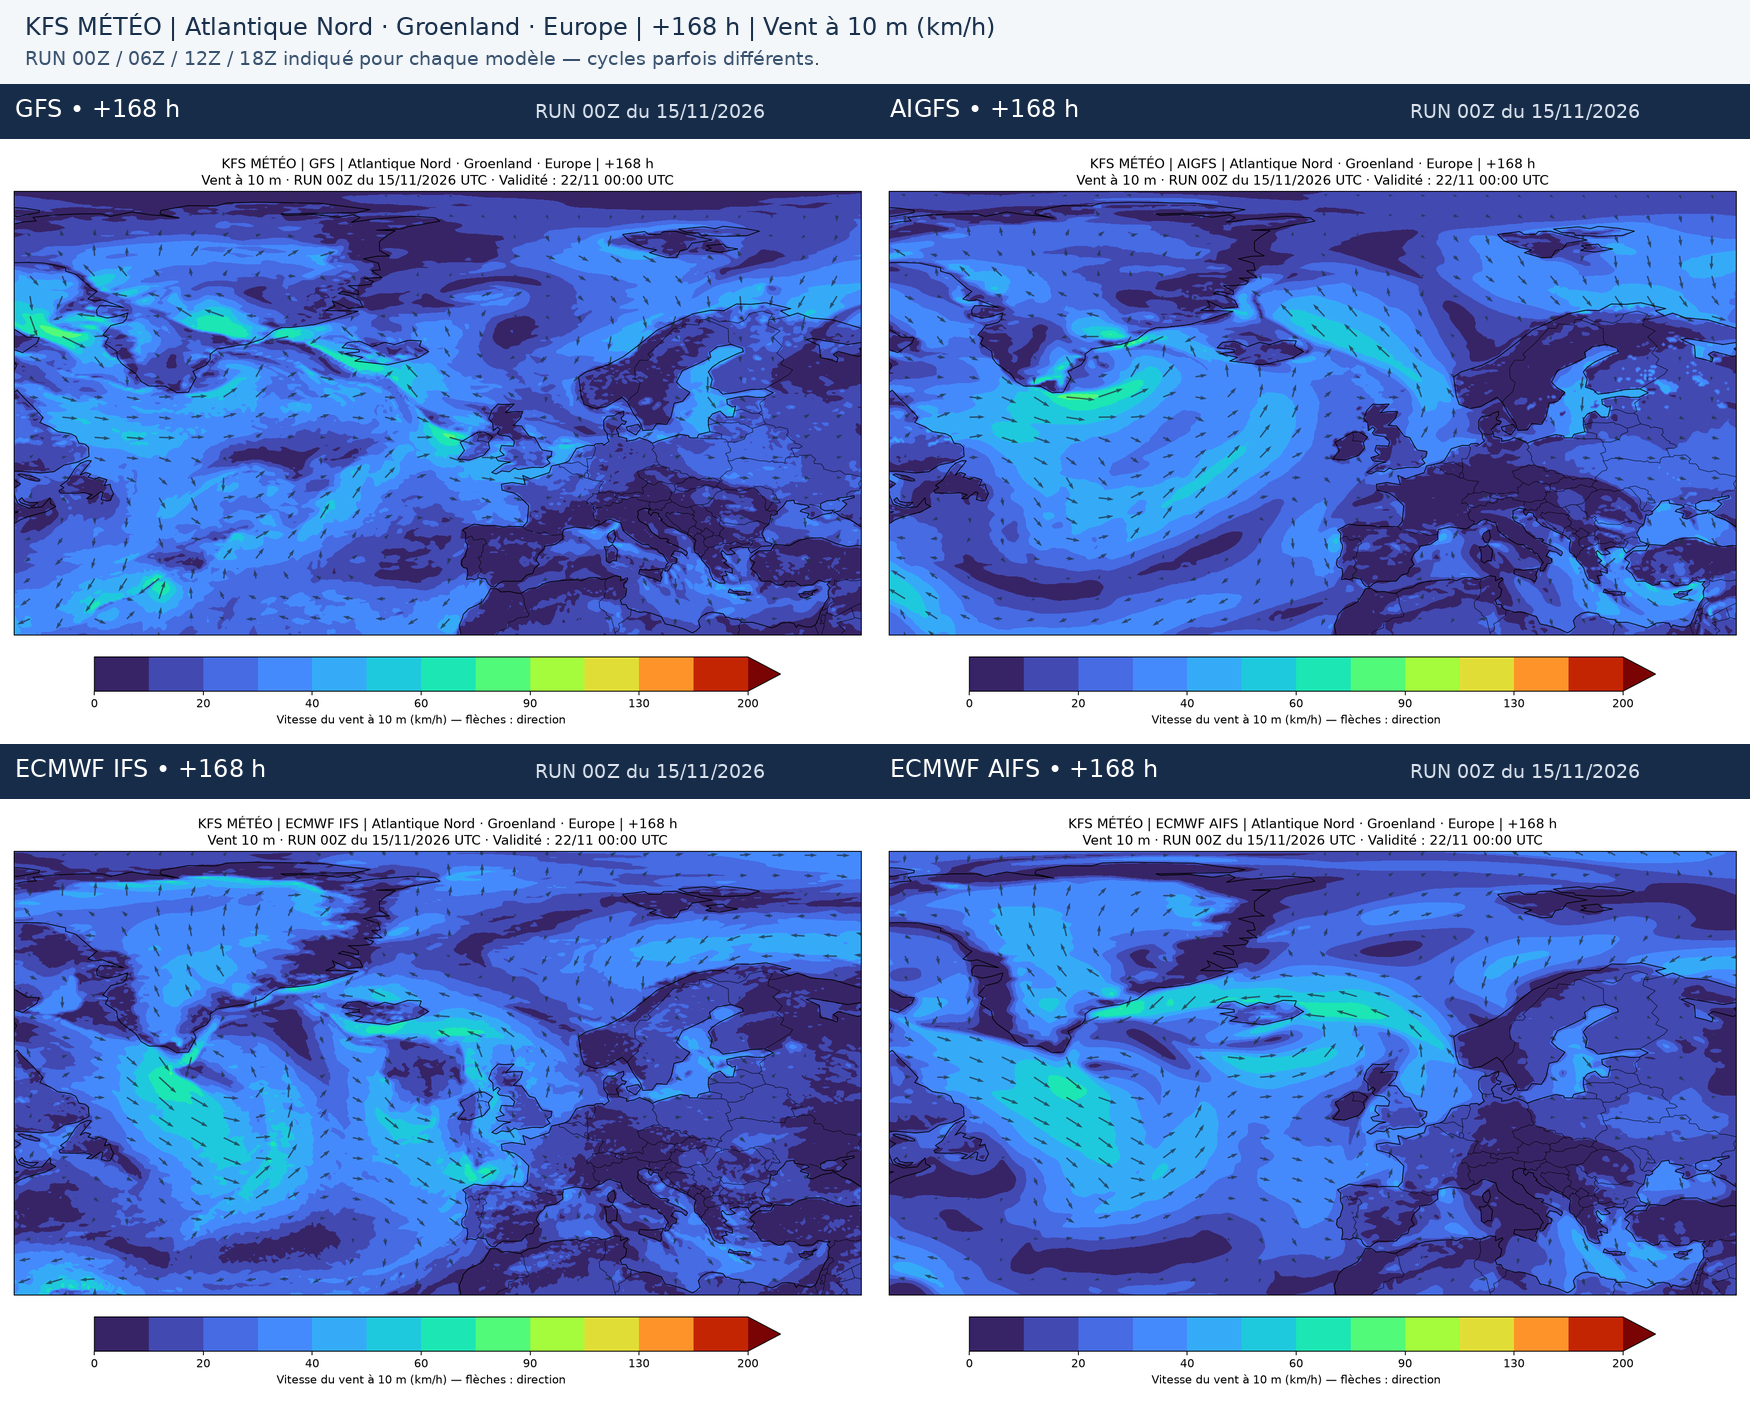 KFS MÉTÉO | Atlantique Nord · Groenland · Europe | +168 h | Vent à 10 m (km/h)
RUN 00Z / 06Z / 12Z / 18Z indiqué pour chaque modèle — cycles parfois différents.
GFS • +168 h
RUN 00Z du 15/11/2026
KFS MÉTÉO | GFS | Atlantique Nord · Groenland · Europe | +168 h
Vent à 10 m · RUN 00Z du 15/11/2026 UTC · Validité : 22/11 00:00 UTC
0 20 40 60 90 130 200
Vitesse du vent à 10 m (km/h) — flèches : direction
AIGFS • +168 h
RUN 00Z du 15/11/2026
KFS MÉTÉO | AIGFS | Atlantique Nord · Groenland · Europe | +168 h
Vent à 10 m · RUN 00Z du 15/11/2026 UTC · Validité : 22/11 00:00 UTC
0 20 40 60 90 130 200
Vitesse du vent à 10 m (km/h) — flèches : direction
ECMWF IFS • +168 h
RUN 00Z du 15/11/2026
KFS MÉTÉO | ECMWF IFS | Atlantique Nord · Groenland · Europe | +168 h
Vent 10 m · RUN 00Z du 15/11/2026 UTC · Validité : 22/11 00:00 UTC
0 20 40 60 90 130 200
Vitesse du vent à 10 m (km/h) — flèches : direction
ECMWF AIFS • +168 h
RUN 00Z du 15/11/2026
KFS MÉTÉO | ECMWF AIFS | Atlantique Nord · Groenland · Europe | +168 h
Vent 10 m · RUN 00Z du 15/11/2026 UTC · Validité : 22/11 00:00 UTC
0 20 40 60 90 130 200
Vitesse du vent à 10 m (km/h) — flèches : direction